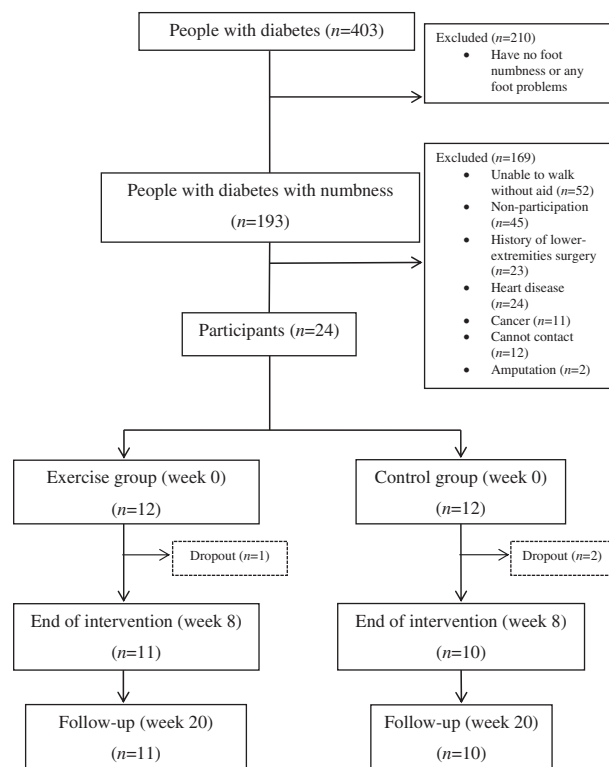 People with diabetes (n=403)
Excluded (n=210)
• Have no foot
numbness or any
foot problems
People with diabetes with numbness
(n=193)
Excluded (n=169)
• Unable to walk
without aid (n=52)
• Non-participation
(n=45)
• History of lower-
extremities surgery
(n=23)
• Heart disease
(n=24)
• Cancer (n=11)
• Cannot contact
(n=12)
• Amputation (n=2)
Participants (n=24)
Exercise group (week 0)
(n=12)
Control group (week 0)
(n=12)
Dropout (n=1)
Dropout (n=2)
End of intervention (week 8)
(n=11)
End of intervention (week 8)
(n=10)
Follow-up (week 20)
(n=11)
Follow-up (week 20)
(n=10)